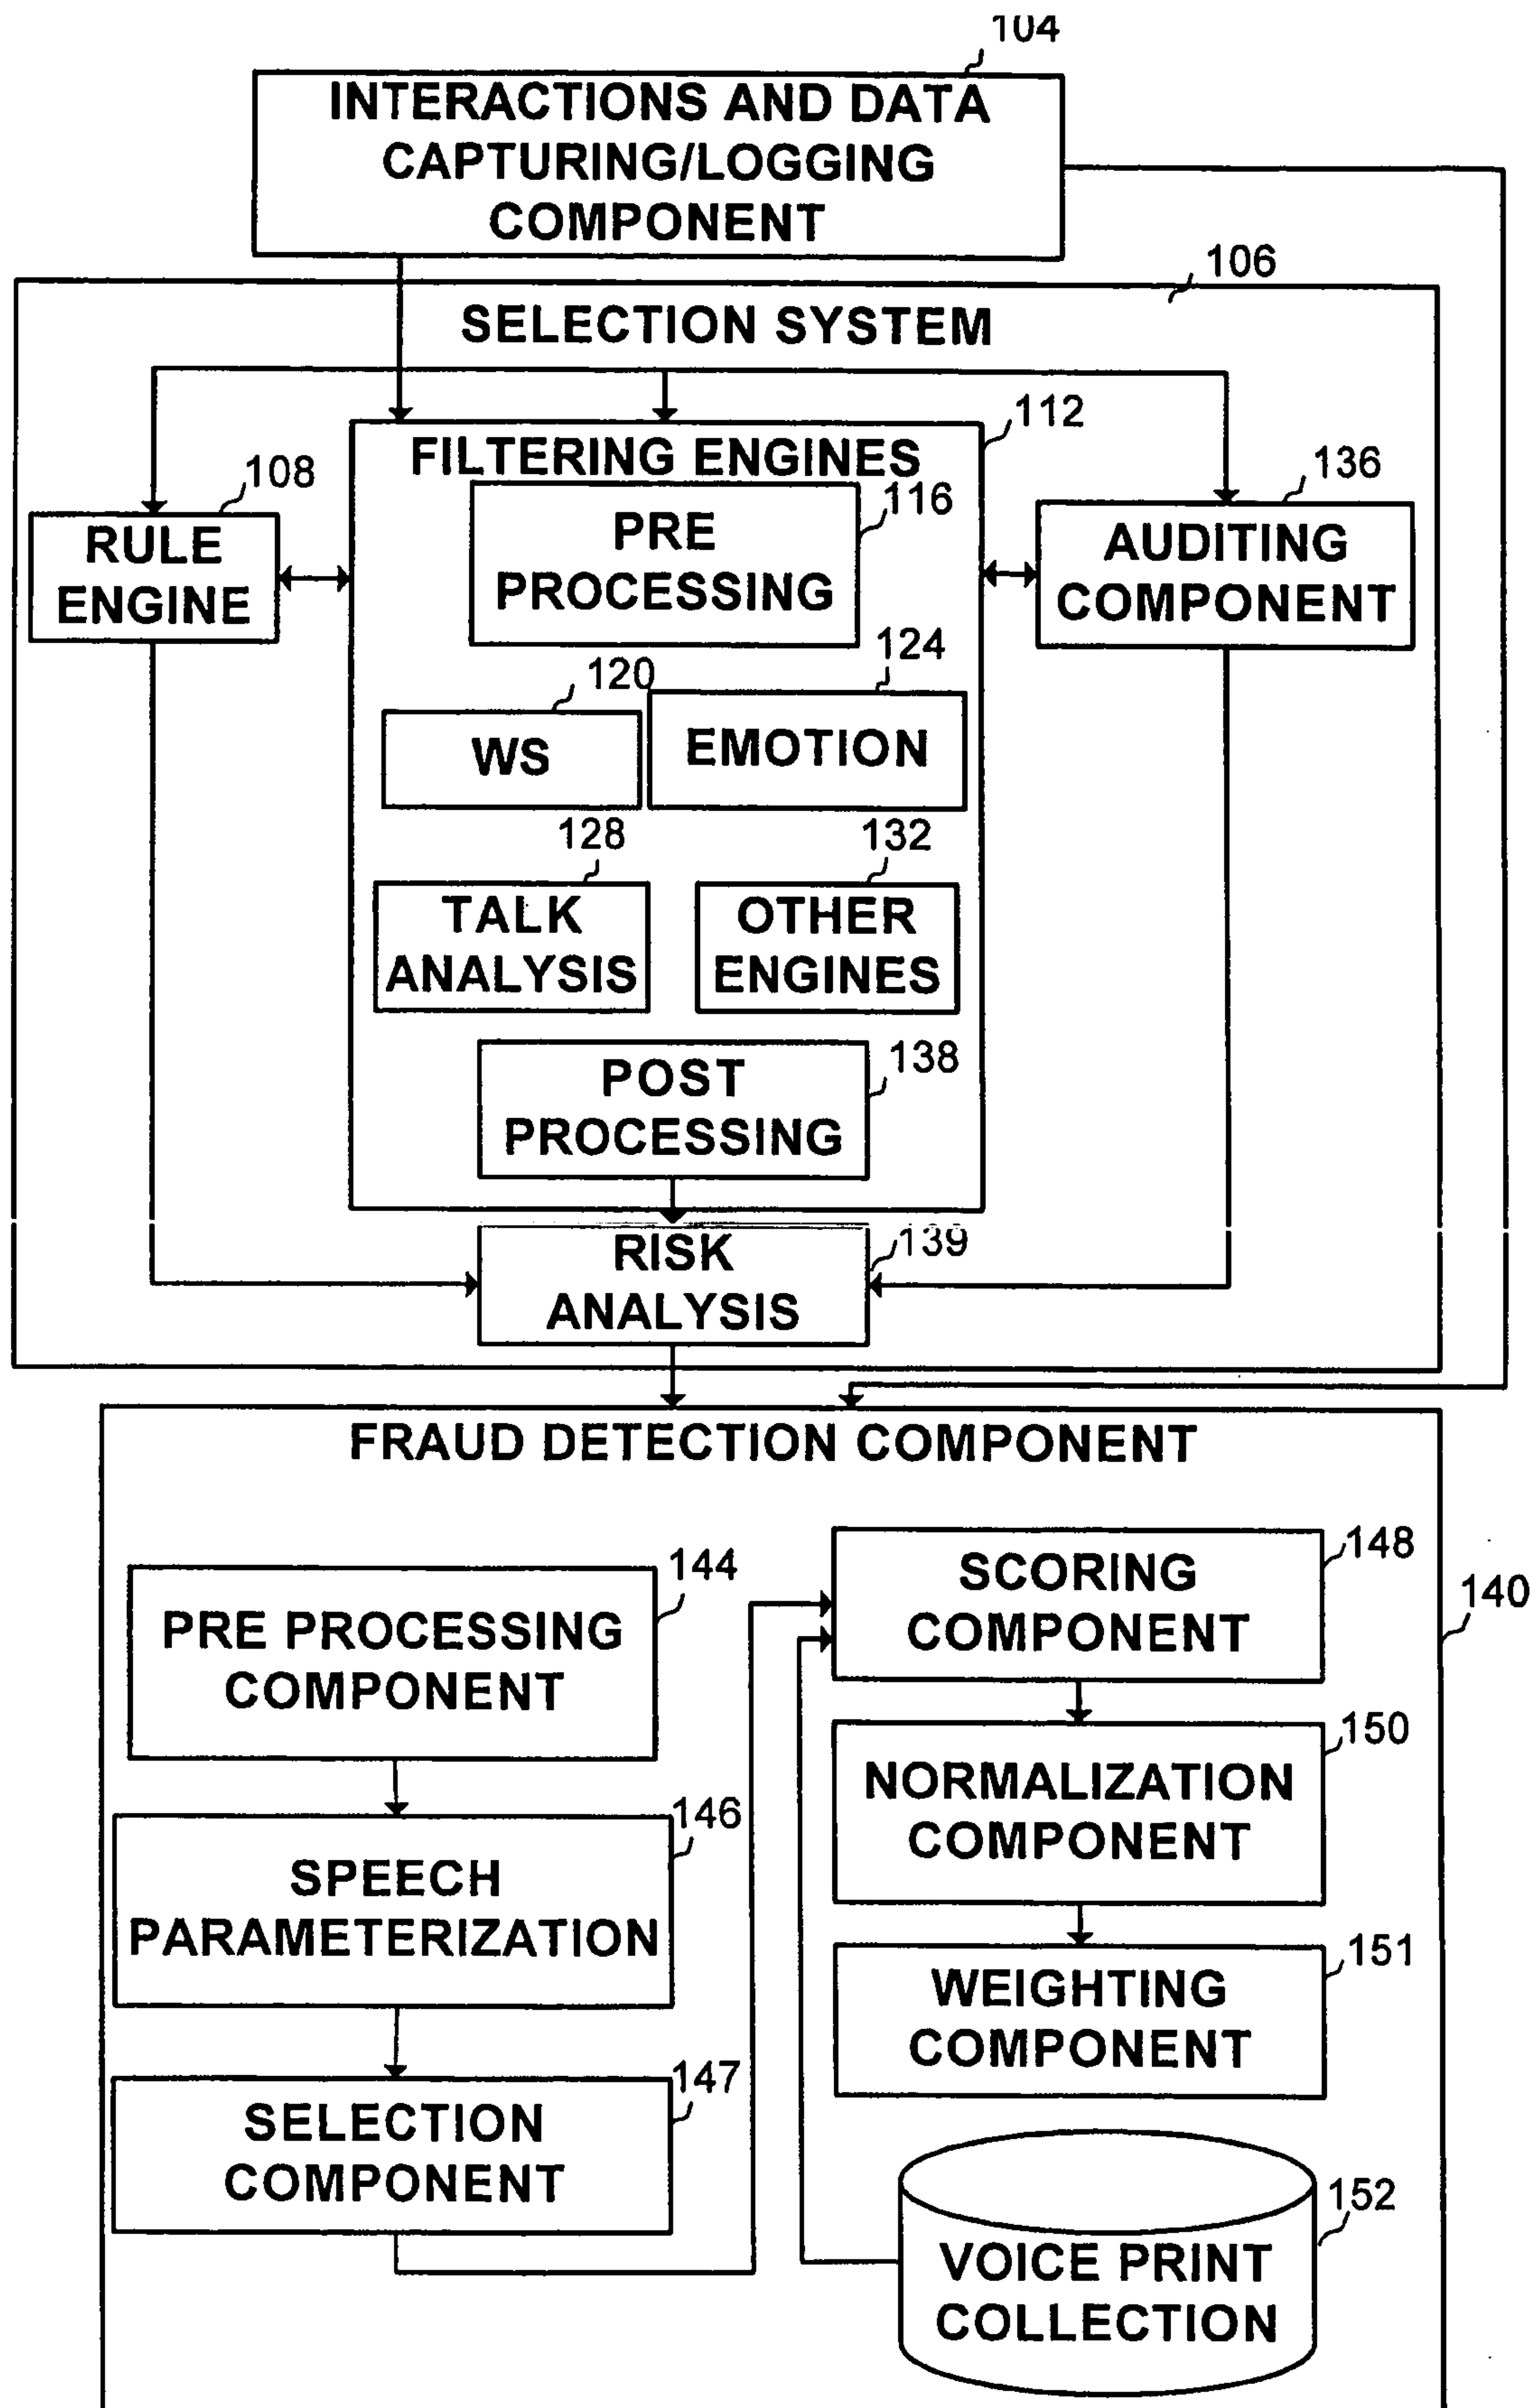 104
INTERACTIONS AND DATA
CAPTURING/LOGGING
COMPONENT
106
SELECTION SYSTEM
112
FILTERING ENGINES
108
RULE
ENGINE
116
PRE
PROCESSING
136
AUDITING
COMPONENT
120
WS
124
EMOTION
128
TALK
ANALYSIS
132
OTHER
ENGINES
138
POST
PROCESSING
139
RISK
ANALYSIS
FRAUD DETECTION COMPONENT
140
144
PRE PROCESSING
COMPONENT
146
SPEECH
PARAMETERIZATION
147
SELECTION
COMPONENT
148
SCORING
COMPONENT
150
NORMALIZATION
COMPONENT
151
WEIGHTING
COMPONENT
152
VOICE PRINT
COLLECTION